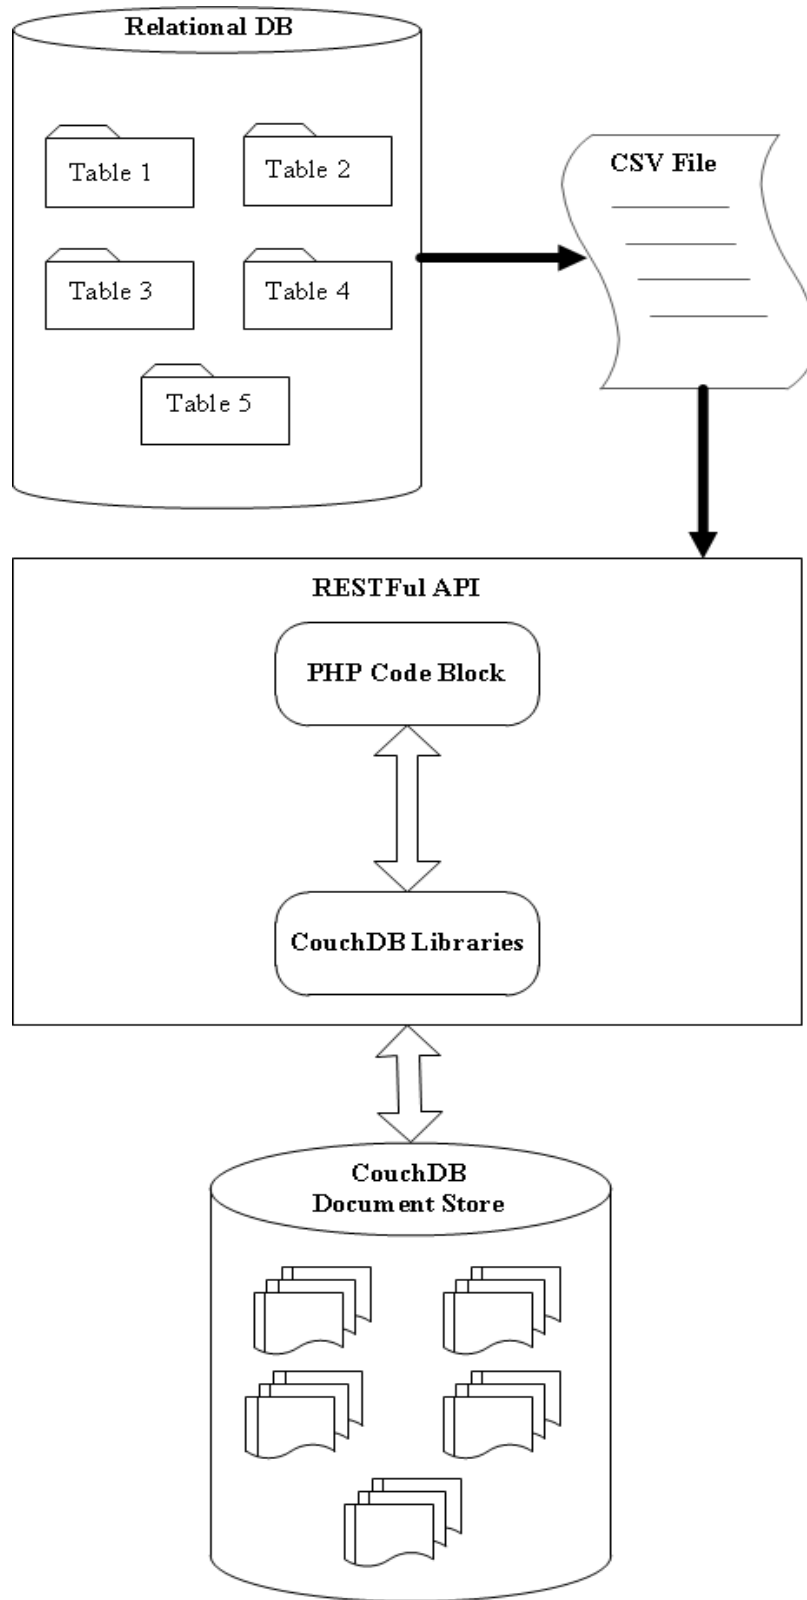 Relational DB
Table 1
Table 2
Table 3
Table 4
Table 5
CSV File
RESTFul API
PHP Code Block
CouchDB Libraries
CouchDB
Document Store